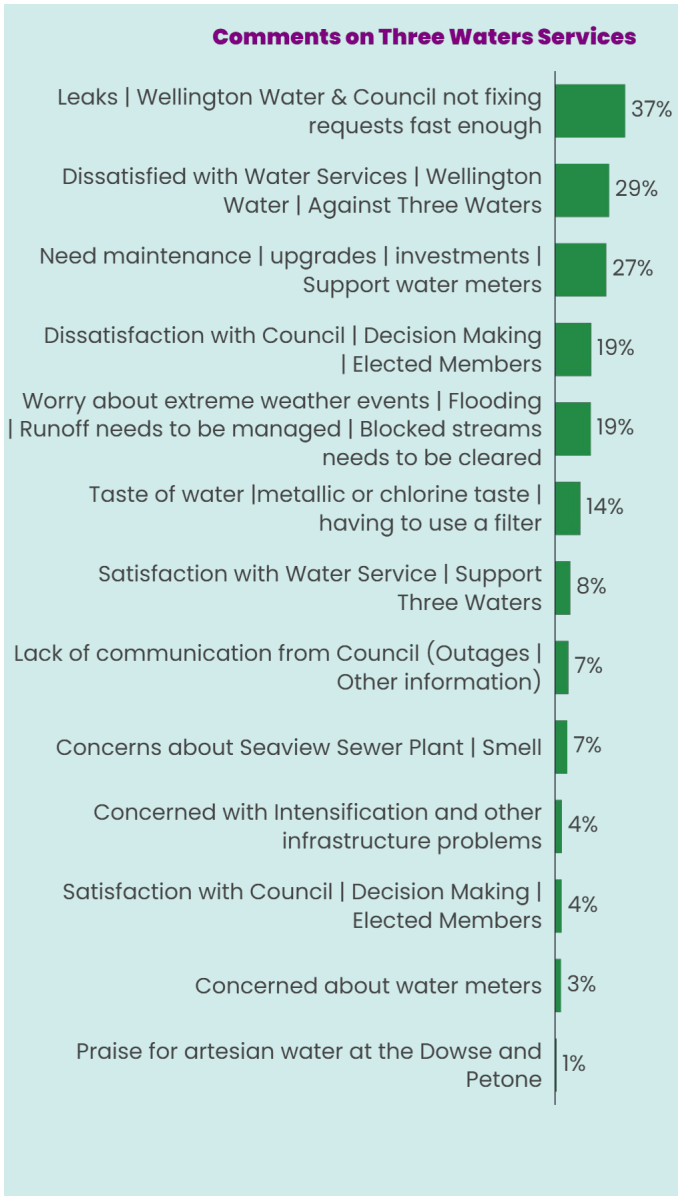 Comments on Three Waters Services
Leaks | Wellington Water & Council not fixing
requests fast enough
37%
Dissatisfied with Water Services | Wellington
Water | Against Three Waters
29%
Need maintenance | upgrades | investments |
Support water meters
27%
Dissatisfaction with Council | Decision Making
| Elected Members
19%
Worry about extreme weather events | Flooding
| Runoff needs to be managed | Blocked streams
needs to be cleared
19%
Taste of water |metallic or chlorine taste |
having to use a filter
14%
Satisfaction with Water Service | Support
Three Waters
8%
Lack of communication from Council (Outages |
Other information)
7%
Concerns about Seaview Sewer Plant | Smell
7%
Concerned with Intensification and other
infrastructure problems
4%
Satisfaction with Council | Decision Making |
Elected Members
4%
Concerned about water meters
3%
Praise for artesian water at the Dowse and
Petone
1%